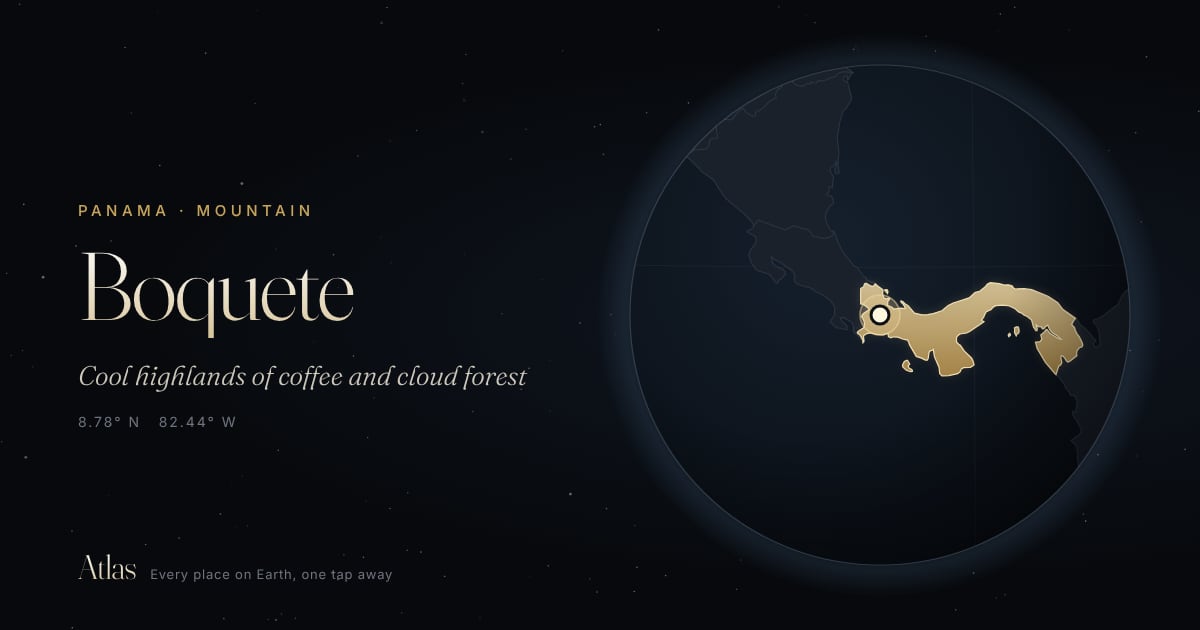 PANAMA · MOUNTAIN
Boquete
Cool highlands of coffee and cloud forest
8.78° N 82.44° W
Atlas Every place on Earth, one tap away